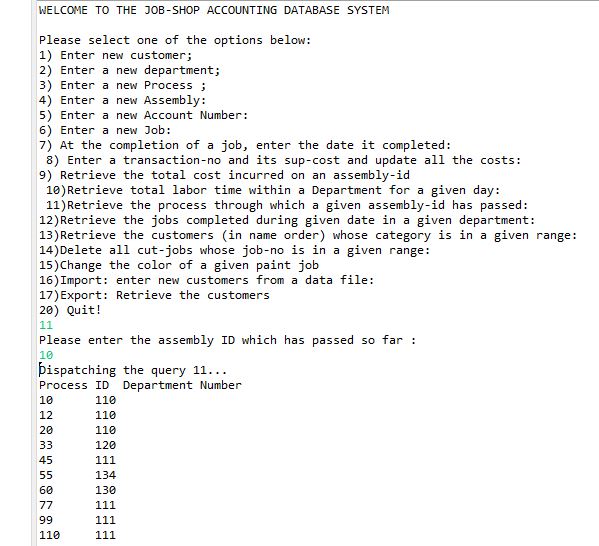 WELCOME TO THE JOB-SHOP ACCOUNTING DATABASE SYSTEM
Please select one of the options below:
1) Enter new customer;
2) Enter a new department;
3) Enter a new Process ;
4) Enter a new Assembly:
5) Enter a new Account Number:
6) Enter a new Job:
7) At the completion of a job, enter the date it completed:
8) Enter a transaction-no and its sup-cost and update all the costs:
9) Retrieve the total cost incurred on an assembly-id
10)Retrieve total labor time within a Department for a given day:
11)Retrieve the process through which a given assembly-id has passed:
12)Retrieve the jobs completed during given date in a given department:
13)Retrieve the customers (in name order) whose category is in a given range:
14)Delete all cut-jobs whose job-no is in a given range:
15)Change the color of a given paint job
16)Import: enter new customers from a data file:
17)Export: Retrieve the customers
20) Quit!
11
Please enter the assembly ID which has passed so far :
10
Dispatching the query 11...
Process ID  Department Number
10      110
12      110
20      110
33      120
45      111
55      134
60      130
77      111
99      111
110     111